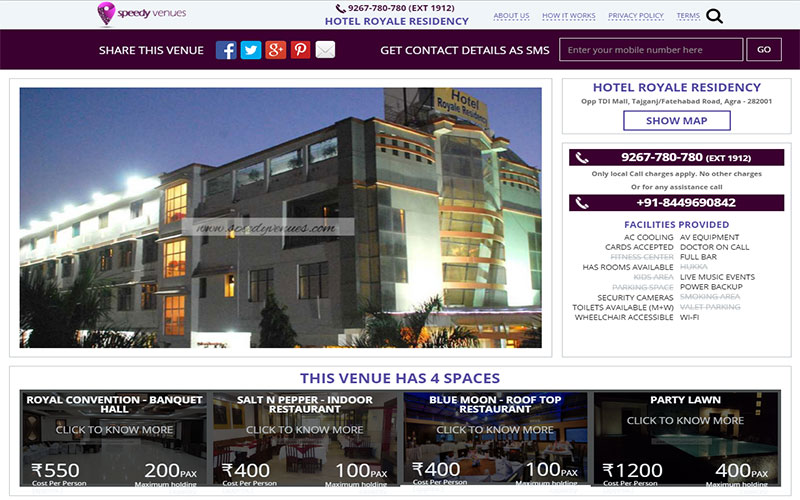 speedy venues
9267-780-780 (EXT 1912)
HOTEL ROYALE RESIDENCY
ABOUT US HOW IT WORKS PRIVACY POLICY TERMS
SHARE THIS VENUE
GET CONTACT DETAILS AS SMS
Enter your mobile number here
GO
Hotel
Royale Residency
www.speedyvenues.com
HOTEL ROYALE RESIDENCY
Opp TDI Mall, Tajganj/Fatehabad Road, Agra - 282001
SHOW MAP
9267-780-780 (EXT 1912)
Only local Call charges apply. No other charges
Or for any assistance call
+91-8449690842
FACILITIES PROVIDED
AC COOLING AV EQUIPMENT
CARDS ACCEPTED DOCTOR ON CALL
FITNESS CENTER FULL BAR
HAS ROOMS AVAILABLE HUKKA
KIDS AREA LIVE MUSIC EVENTS
PARKING SPACE POWER BACKUP
SECURITY CAMERAS SMOKING AREA
TOILETS AVAILABLE (M+W) VALET PARKING
WHEELCHAIR ACCESSIBLE WI-FI
THIS VENUE HAS 4 SPACES
ROYAL CONVENTION - BANQUET
HALL
CLICK TO KNOW MORE
₹550 200PAX
Cost Per Person Maximum holding
SALT N PEPPER - INDOOR
RESTAURANT
CLICK TO KNOW MORE
₹400 100PAX
Cost Per Person Maximum holding
BLUE MOON - ROOF TOP
RESTAURANT
CLICK TO KNOW MORE
₹400 100PAX
Cost Per Person Maximum holding
PARTY LAWN
CLICK TO KNOW MORE
₹1200 400PAX
Cost Per Person Maximum holding